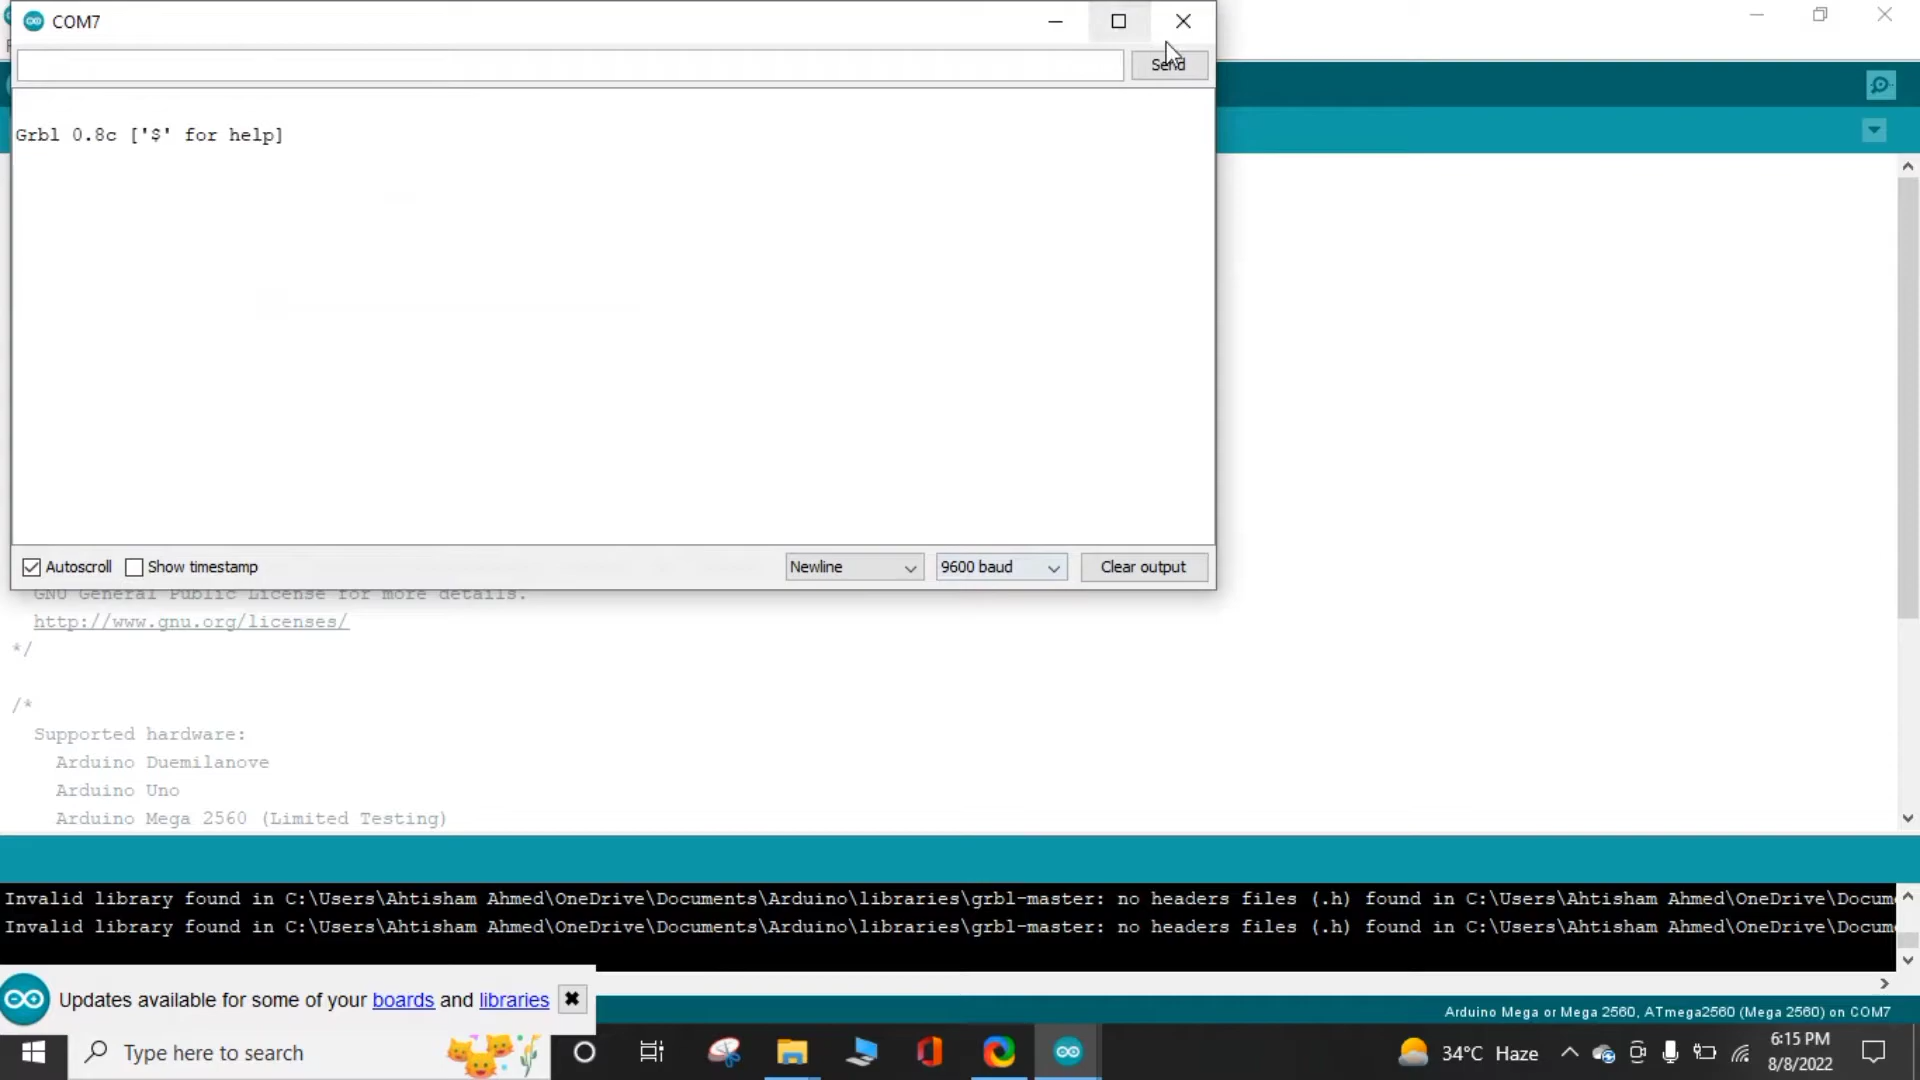 COM7
Send
Grbl 0.8c ['$' for help]
Autoscroll
Show timestamp
Newline
9600 baud
Clear output
GNU General Public License for more details.
http://www.gnu.org/licenses/
*/
/*
Supported hardware:
Arduino Duemilanove
Arduino Uno
Arduino Mega 2560 (Limited Testing)
Invalid library found in C:\Users\Ahtisham Ahmed\OneDrive\Documents\Arduino\libraries\grbl-master: no headers files (.h) found in C:\Users\Ahtisham Ahmed\OneDrive\Docum
Invalid library found in C:\Users\Ahtisham Ahmed\OneDrive\Documents\Arduino\libraries\grbl-master: no headers files (.h) found in C:\Users\Ahtisham Ahmed\OneDrive\Docum
Updates available for some of your boards and libraries
Arduino Mega or Mega 2560, ATmega2560 (Mega 2560) on COM7
Type here to search
34°C Haze
6:15 PM
8/8/2022